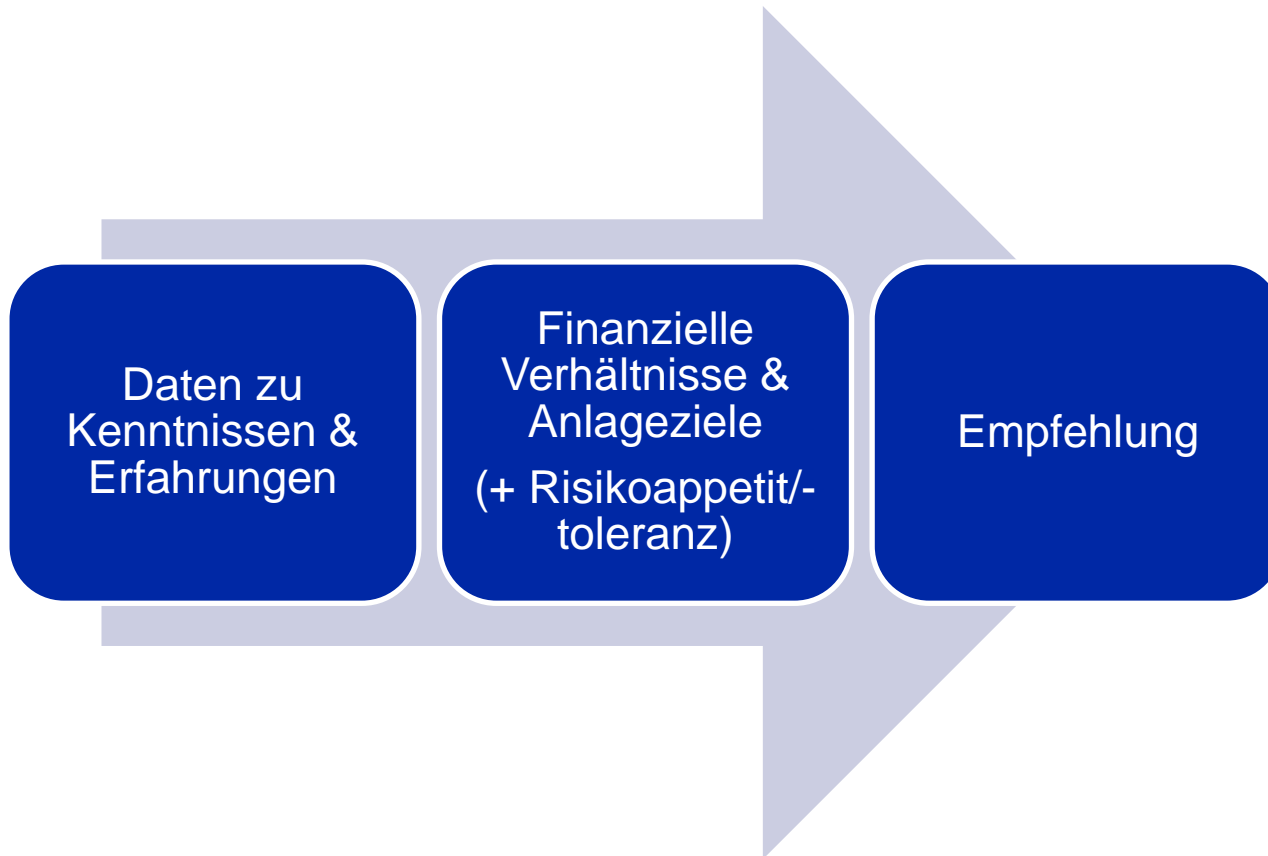 Daten zu
Kenntnissen &
Erfahrungen
Finanzielle
Verhältnisse &
Anlageziele
(+ Risikoappetit/-
toleranz)
Empfehlung